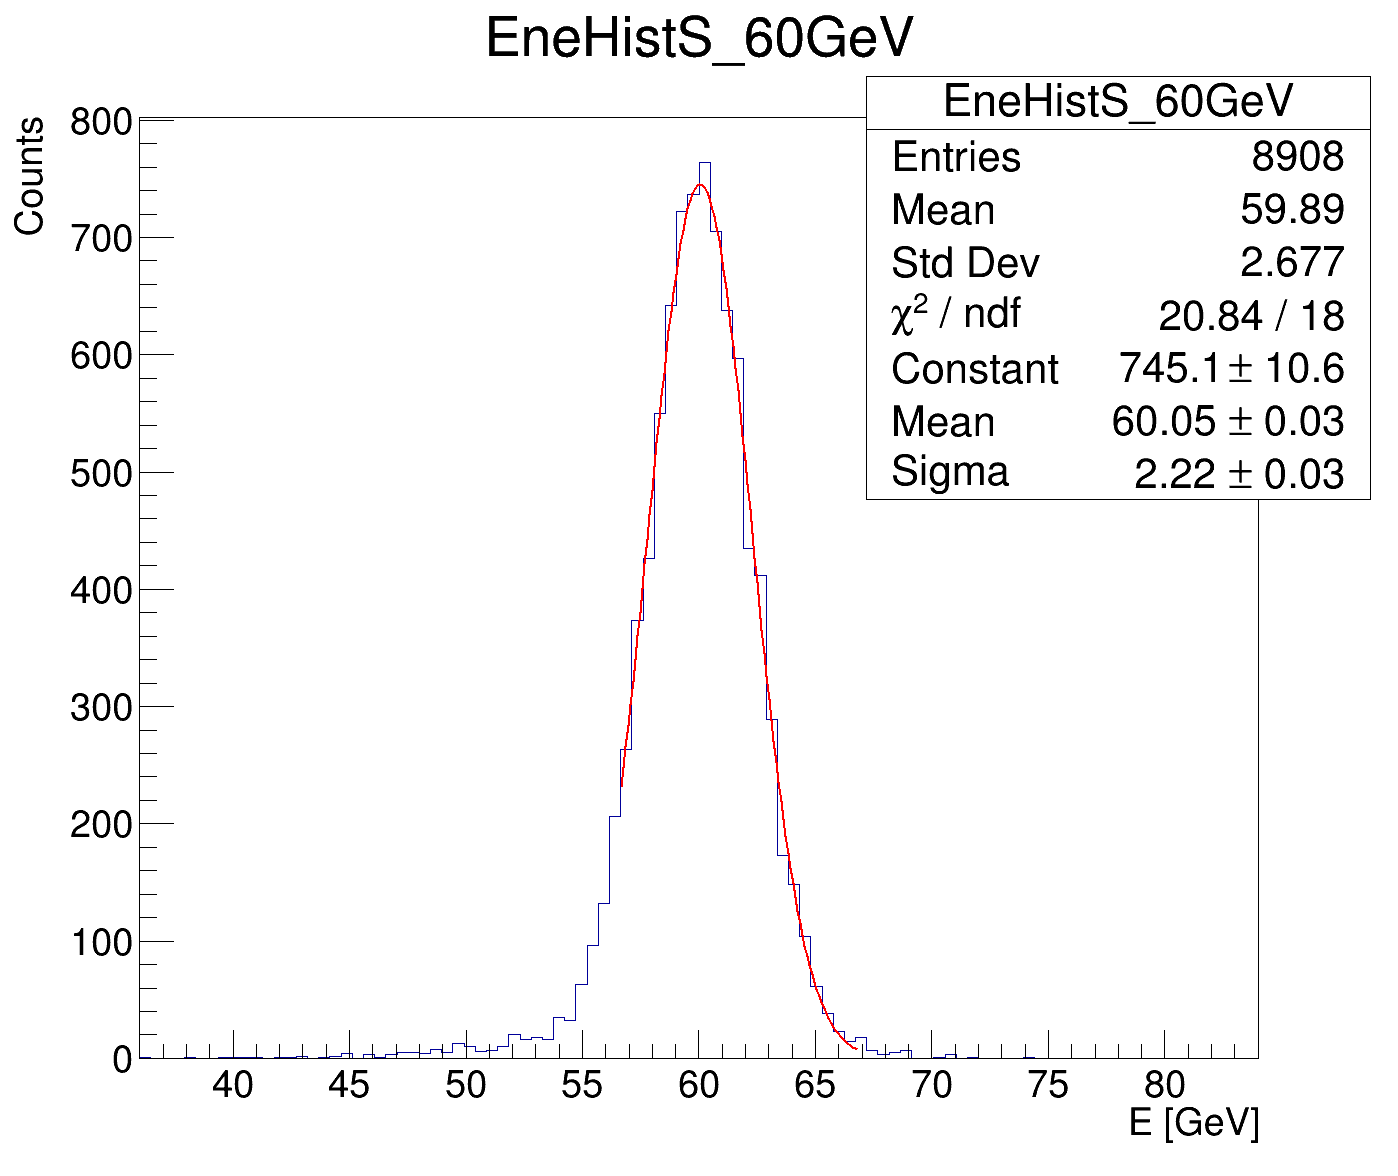 EneHistS_60GeV
EneHistS_60GeV
Entries 8908
Mean 59.89
Std Dev 2.677
χ² / ndf 20.84 / 18
Constant 745.1 ± 10.6
Mean 60.05 ± 0.03
Sigma 2.22 ± 0.03
Counts
800
700
600
500
400
300
200
100
0
40 45 50 55 60 65 70 75 80
E [GeV]